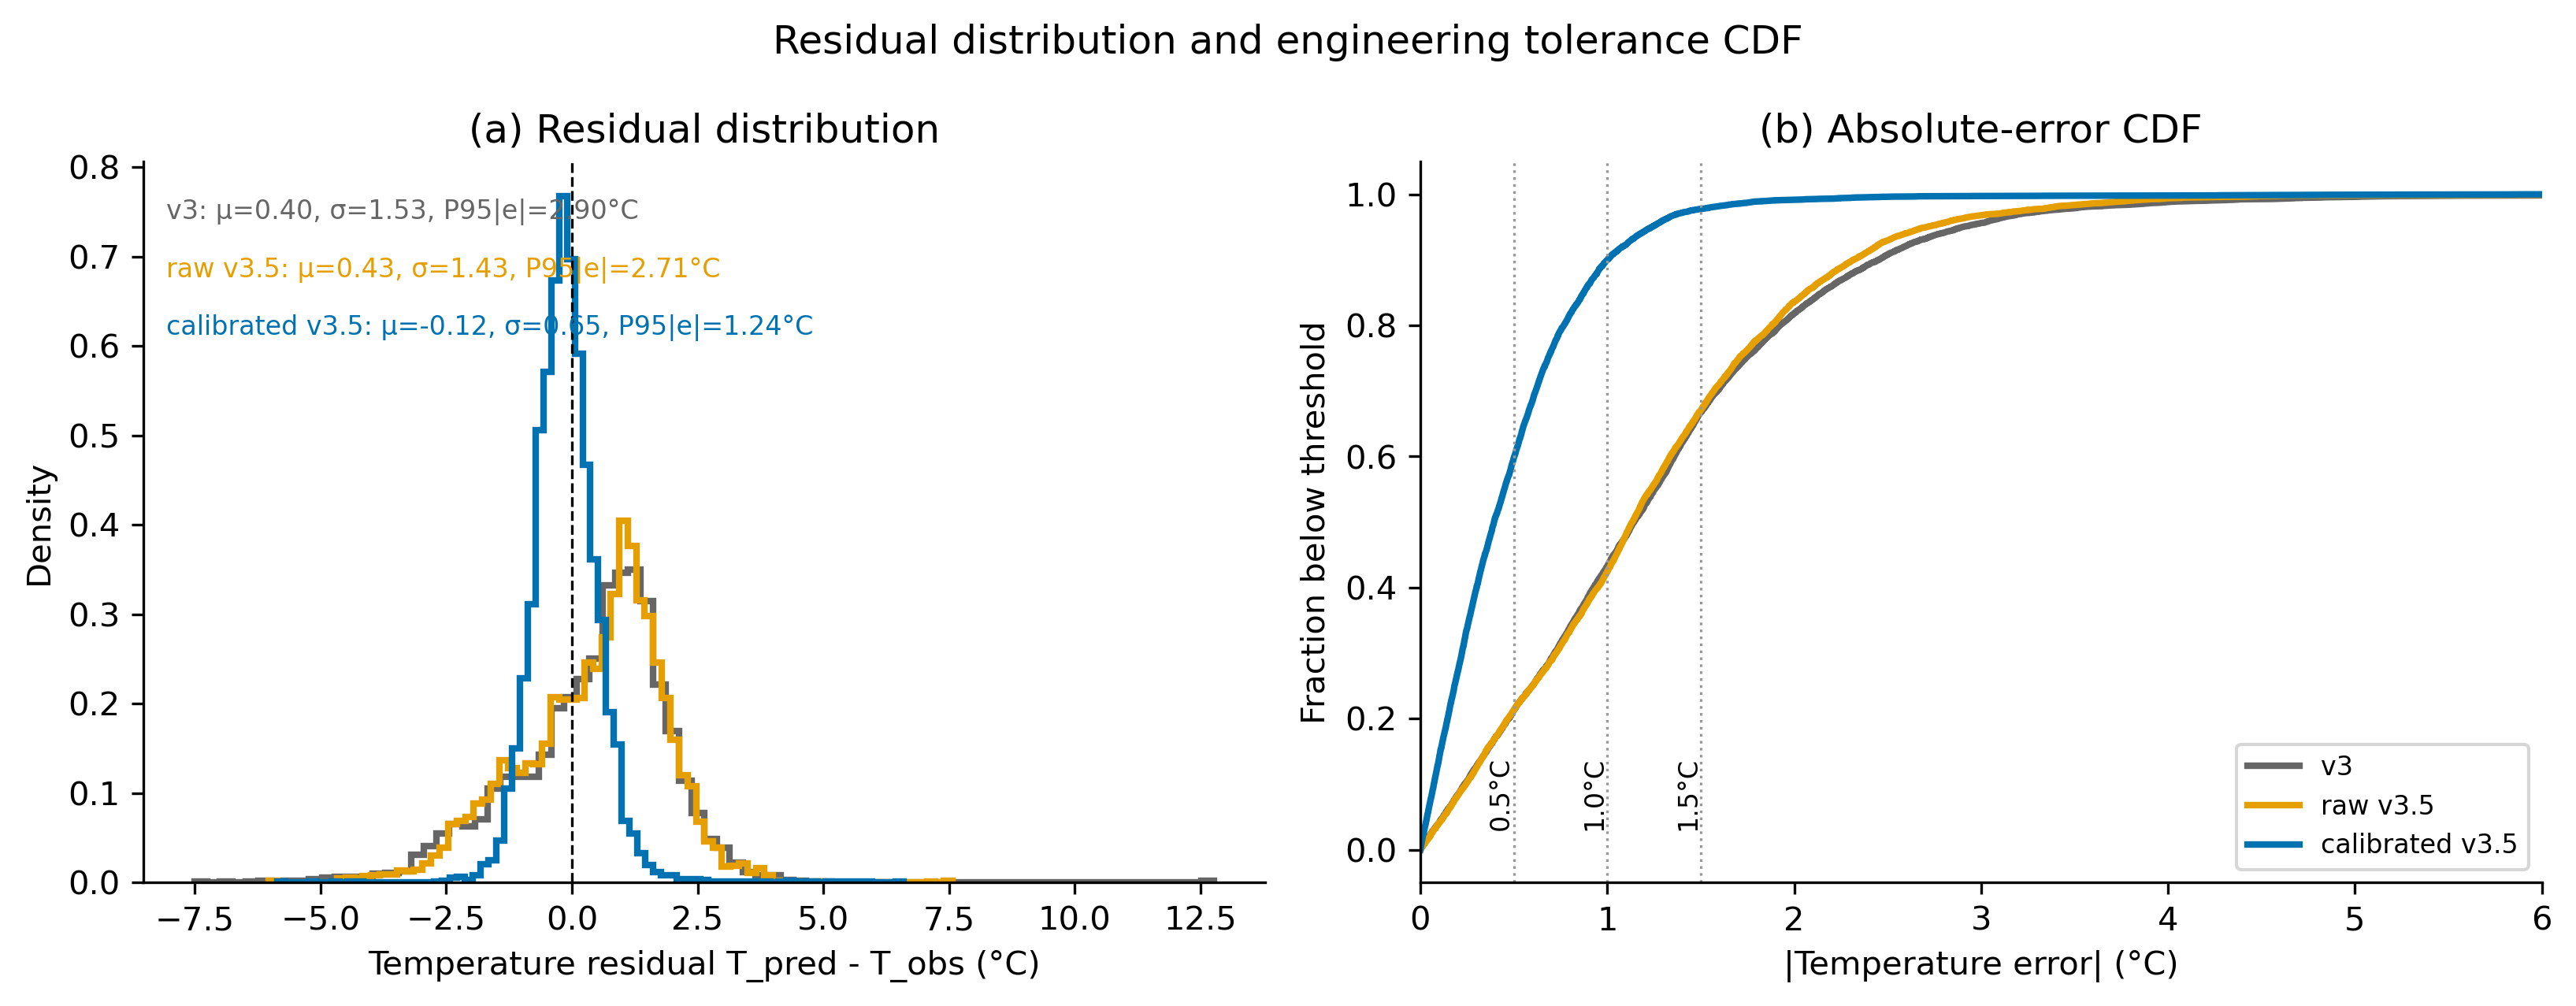 Residual distribution and engineering tolerance CDF
(a) Residual distribution
0.8
0.7
0.6
0.5
0.4
0.3
0.2
0.1
0.0
Density
v3: μ=0.40, σ=1.53, P95|e|=2.90°C
raw v3.5: μ=0.43, σ=1.43, P95|e|=2.71°C
calibrated v3.5: μ=-0.12, σ=0.65, P95|e|=1.24°C
−7.5 −5.0 −2.5 0.0 2.5 5.0 7.5 10.0 12.5
Temperature residual T_pred - T_obs (°C)
(b) Absolute-error CDF
1.0
0.8
0.6
0.4
0.2
0.0
Fraction below threshold
0.5°C
1.0°C
1.5°C
v3
raw v3.5
calibrated v3.5
0 1 2 3 4 5 6
|Temperature error| (°C)